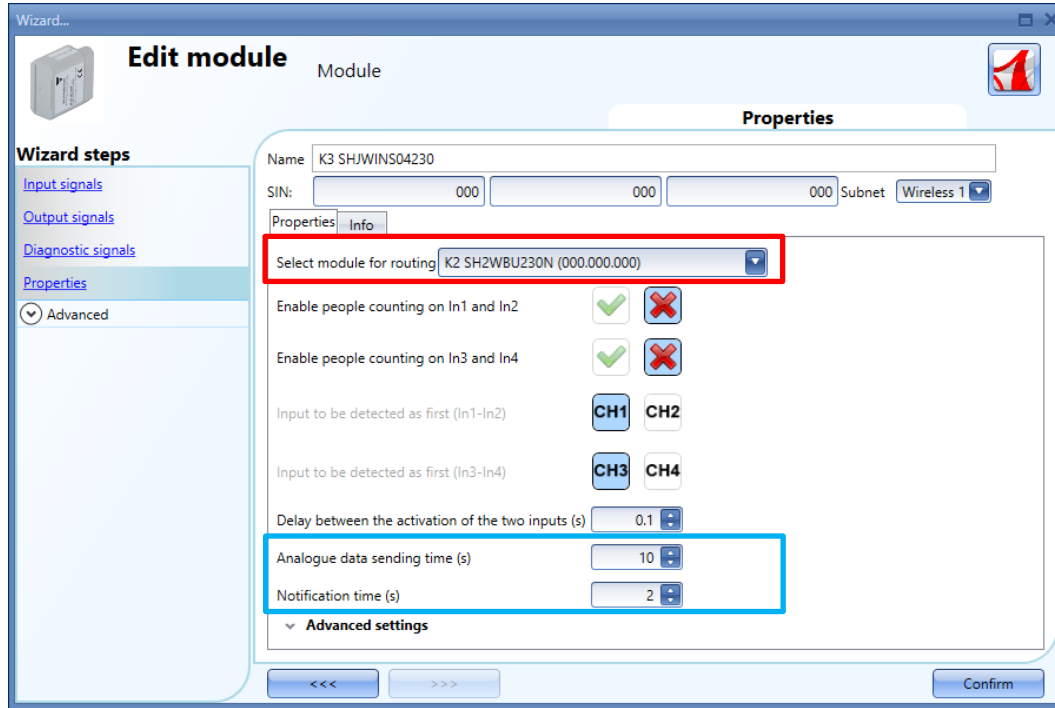 Wizard...
Edit module
Module
Properties
Wizard steps
Input signals
Output signals
Diagnostic signals
Properties
Advanced
Name K3 SHJWINS04230
SIN: 000 000 000 Subnet Wireless 1
Properties Info
Select module for routing K2 SH2WBU230N (000.000.000)
Enable people counting on In1 and In2
Enable people counting on In3 and In4
Input to be detected as first (In1-In2) CH1 CH2
Input to be detected as first (In3-In4) CH3 CH4
Delay between the activation of the two inputs (s) 0.1
Analogue data sending time (s) 10
Notification time (s) 2
Advanced settings
<<< >>> Confirm